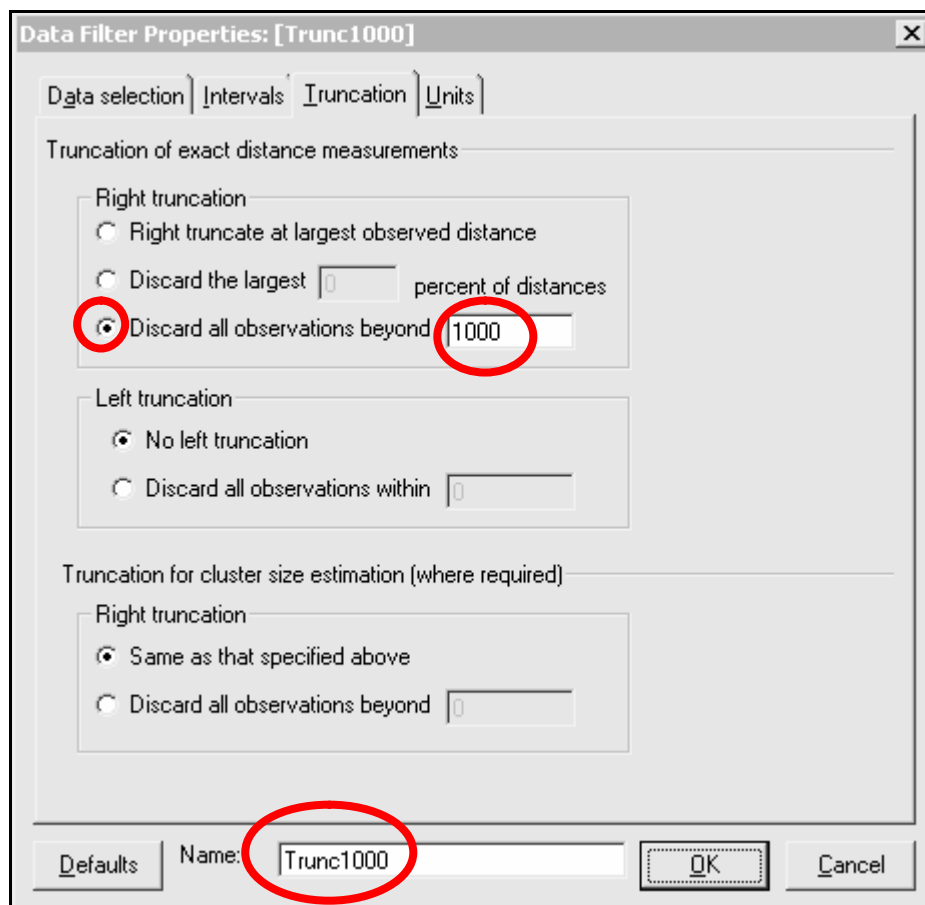 Data Filter Properties: [Trunc1000]
Data selection Intervals Truncation Units
Truncation of exact distance measurements
Right truncation
Right truncate at largest observed distance
Discard the largest 0 percent of distances
Discard all observations beyond 1000
Left truncation
No left truncation
Discard all observations within 0
Truncation for cluster size estimation (where required)
Right truncation
Same as that specified above
Discard all observations beyond 0
Defaults Name: Trunc1000 OK Cancel